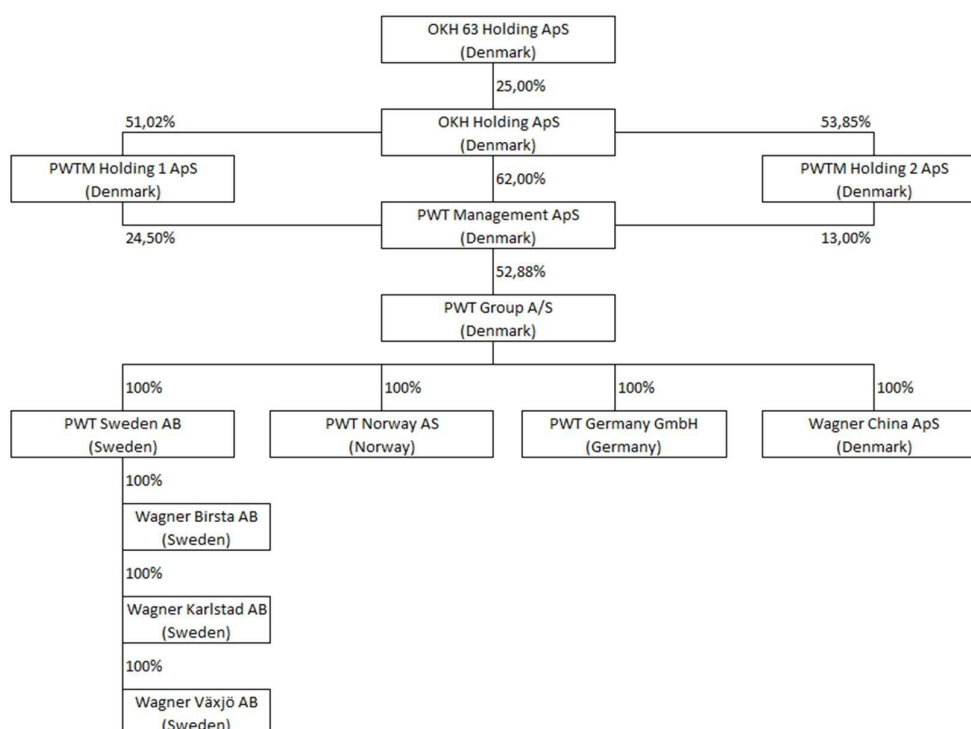 OKH 63 Holding ApS
(Denmark)
25,00%
51,02%
OKH Holding ApS
(Denmark)
53,85%
PWTM Holding 1 ApS
(Denmark)
62,00%
PWTM Holding 2 ApS
(Denmark)
24,50%
PWT Management ApS
(Denmark)
13,00%
52,88%
PWT Group A/S
(Denmark)
100%
100%
100%
100%
PWT Sweden AB
(Sweden)
PWT Norway AS
(Norway)
PWT Germany GmbH
(Germany)
Wagner China ApS
(Denmark)
100%
Wagner Birsta AB
(Sweden)
100%
Wagner Karlstad AB
(Sweden)
100%
Wagner Växjö AB
(Sweden)